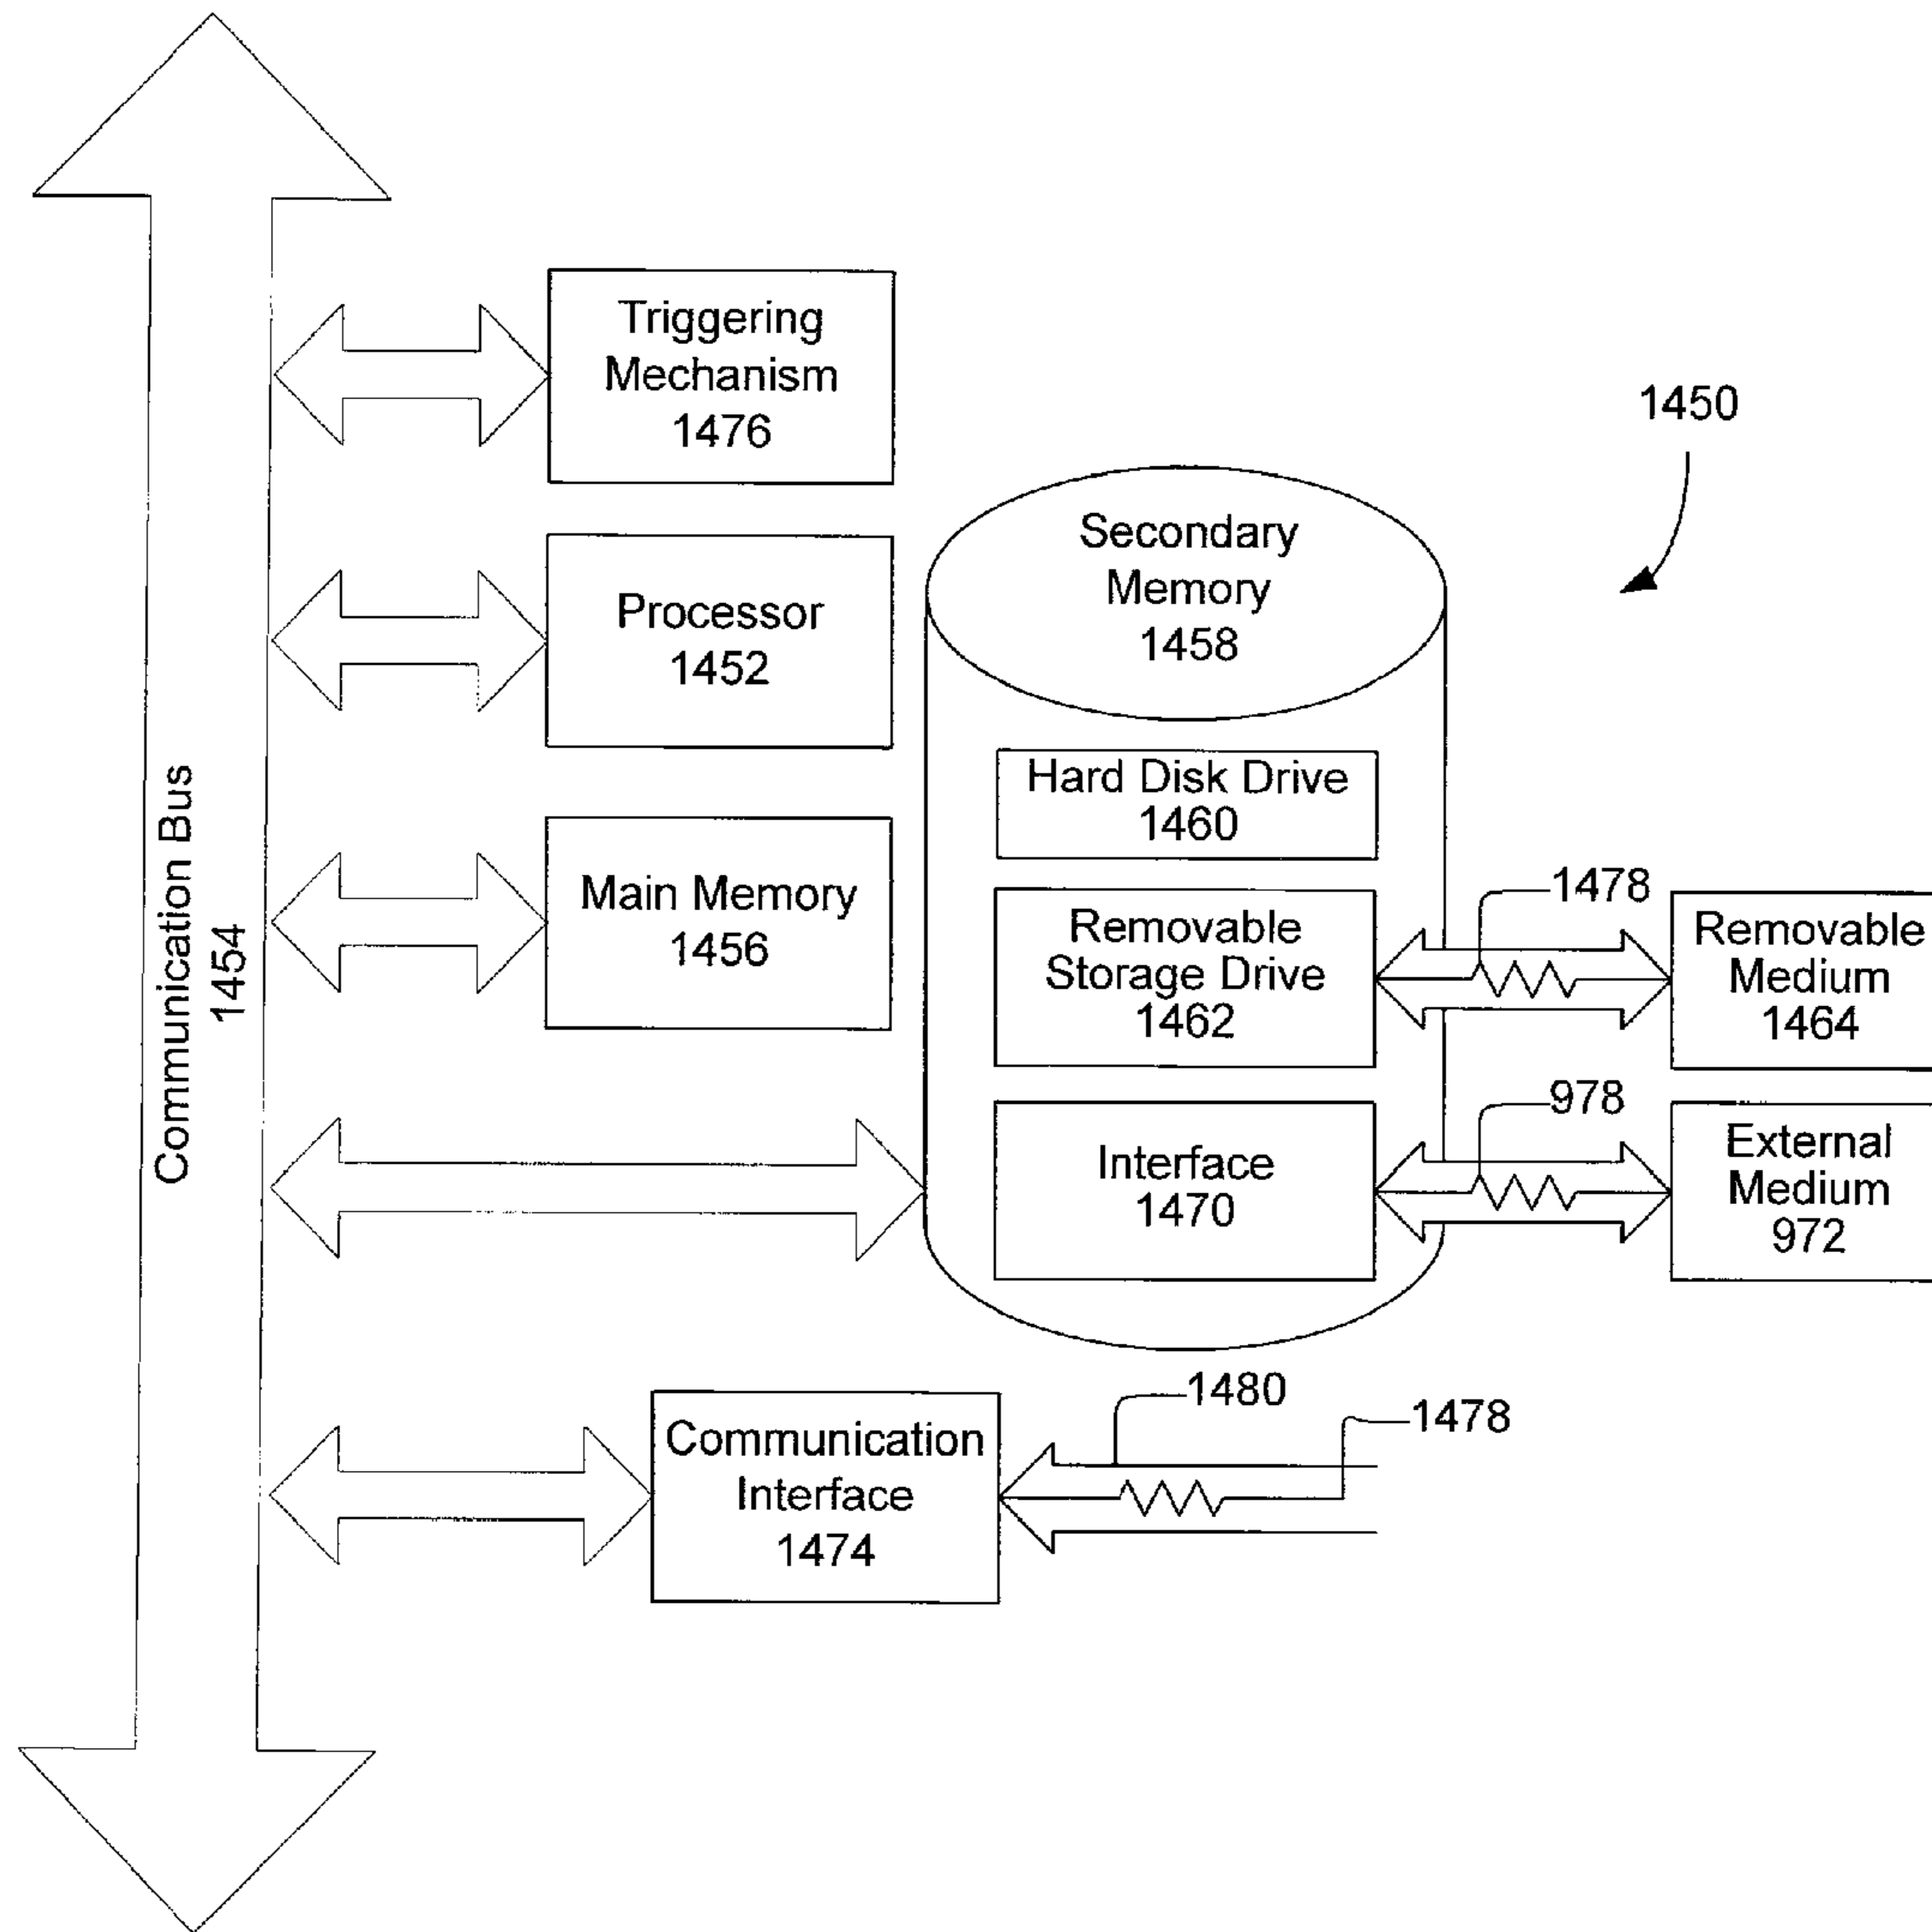 Communication Bus
1454
Triggering
Mechanism
1476
Processor
1452
Main Memory
1456
1450
Secondary
Memory
1458
Hard Disk Drive
1460
Removable
Storage Drive
1462
1478
Removable
Medium
1464
Interface
1470
978
External
Medium
972
Communication
Interface
1474
1480
1478